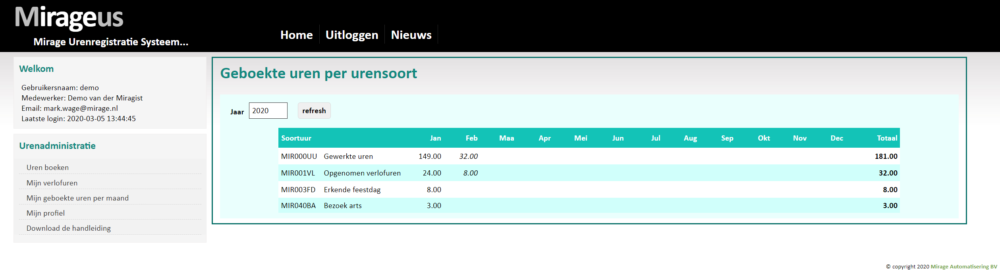 Mirageus
Mirage Urenregistratie Systeem...
Home Uitloggen Nieuws
Welkom
Gebruikersnaam: demo
Medewerker: Demo van der Miragist
Email: mark.wage@mirage.nl
Laatste login: 2020-03-05 13:44:45
Urenadministratie
Uren boeken
Mijn verlofuren
Mijn geboekte uren per maand
Mijn profiel
Download de handleiding
Geboekte uren per urensoort
Jaar 2020 refresh
Soortuur Jan Feb Maa Apr Mei Jun Jul Aug Sep Okt Nov Dec Totaal
MIR000UU Gewerkte uren 149.00 32.00 181.00
MIR001VL Opgenomen verlofuren 24.00 8.00 32.00
MIR003FD Erkende feestdag 8.00 8.00
MIR040BA Bezoek arts 3.00 3.00
© copyright 2020 Mirage Automatisering BV